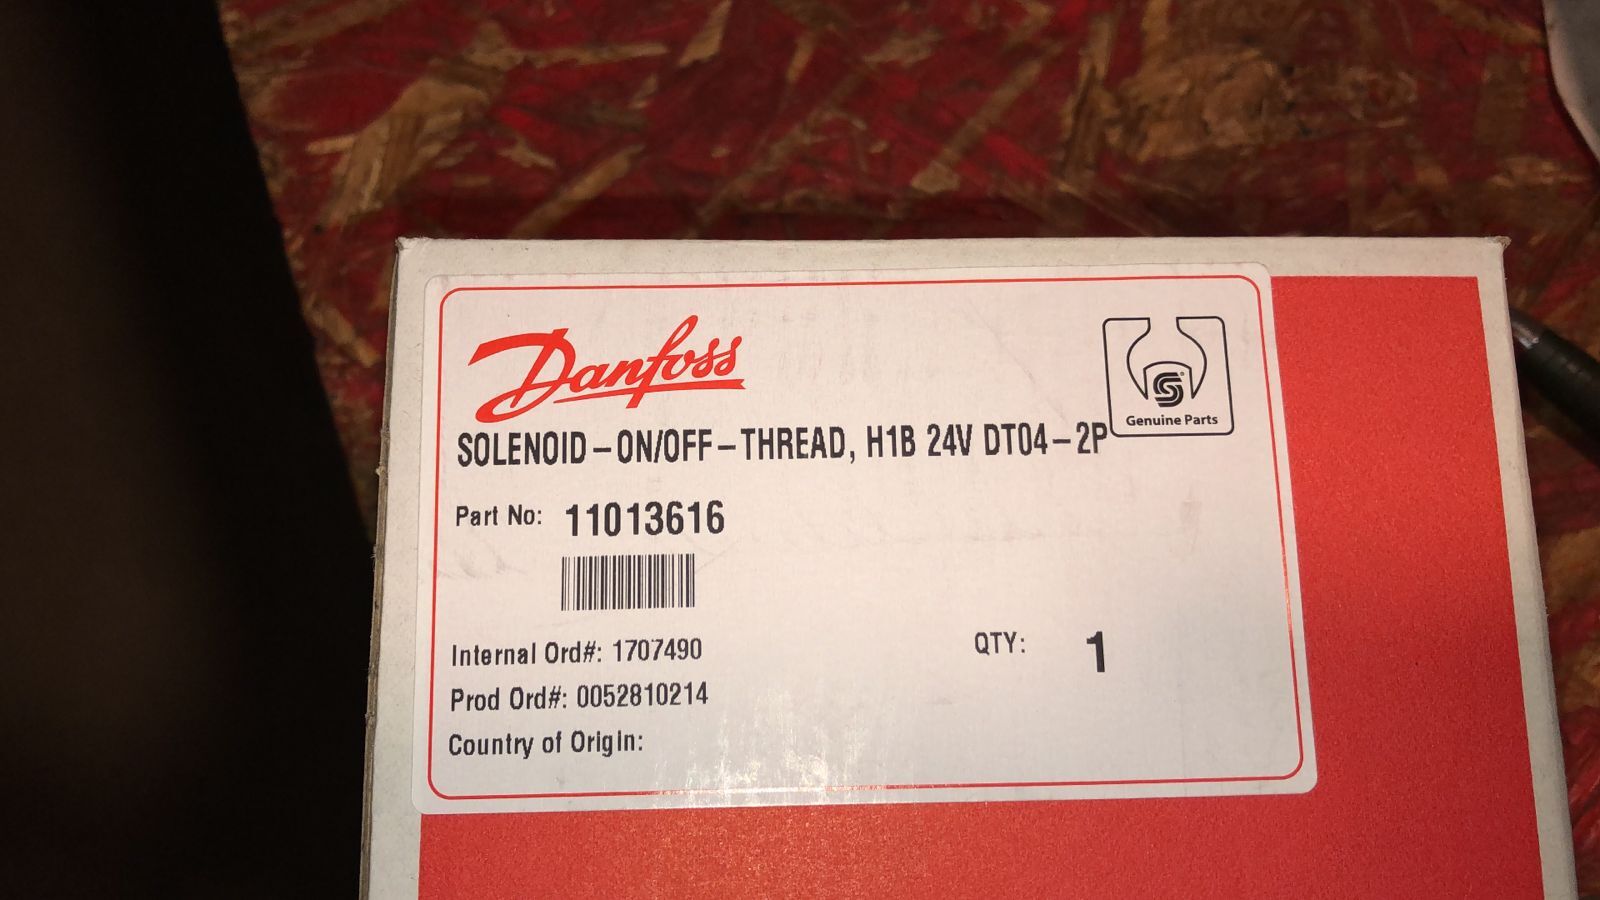 Danfoss
Genuine Parts
SOLENOID-ON/OFF-THREAD, H1B 24V DT04-2P
Part No: 11013616
Internal Ord#: 1707490
QTY: 1
Prod Ord#: 0052810214
Country of Origin: